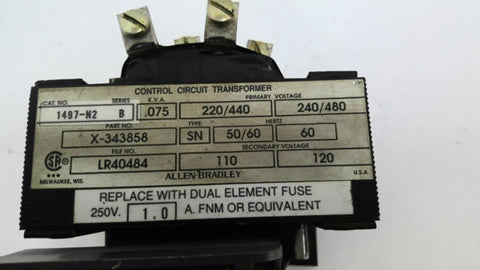 CONTROL CIRCUIT TRANSFORMER
CAT. NO. SERIES K.V.A. PRIMARY VOLTAGE
1497-N2 B .075 220/440 240/480
PART NO. TYPE HERTZ
X-343858 SN 50/60 60
FILE NO. SECONDARY VOLTAGE
SA LR40484 110 120
MILWAUKEE, WIS. ALLEN-BRADLEY U.S.A.
REPLACE WITH DUAL ELEMENT FUSE
250V. 1.0 A. FNM OR EQUIVALENT